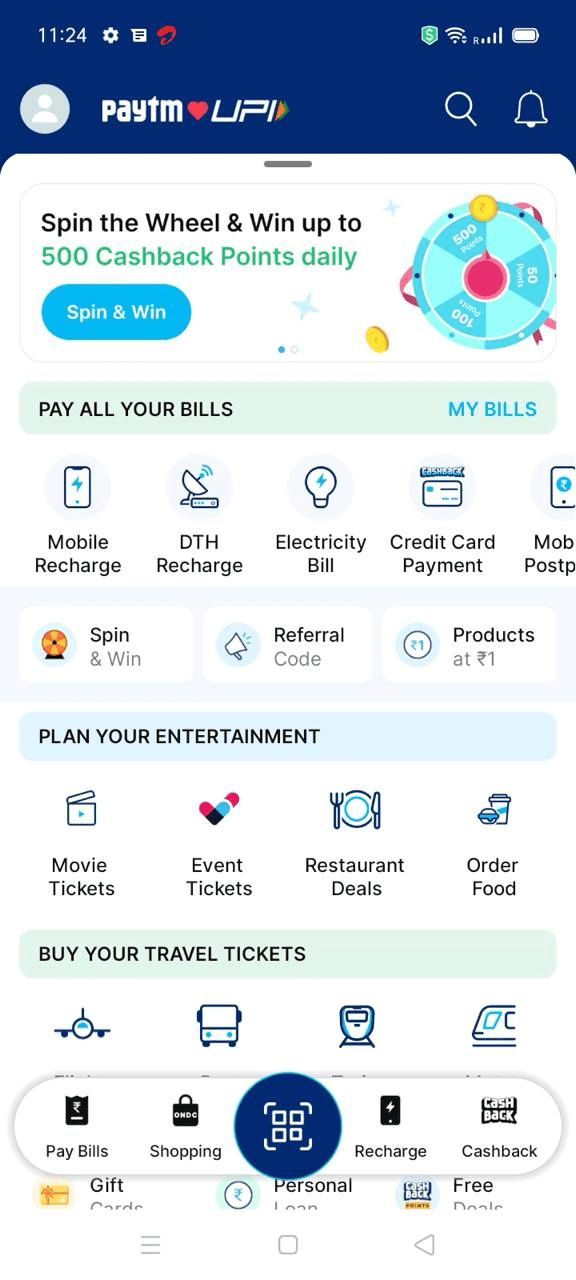 11:24
paytm UPI
Spin the Wheel & Win up to
500 Cashback Points daily
Spin & Win
500
Points
50
Points
100
Points
PAY ALL YOUR BILLS
MY BILLS
CASHBACK
Mobile
Recharge
DTH
Recharge
Electricity
Bill
Credit Card
Payment
Mob
Postp
Spin
& Win
Referral
Code
₹1
Products
at ₹1
PLAN YOUR ENTERTAINMENT
Movie
Tickets
Event
Tickets
Restaurant
Deals
Order
Food
BUY YOUR TRAVEL TICKETS
Pay Bills
ONDC
Shopping
Recharge
CASH
BACK
Cashback
Gift
Cards
Personal
Loan
CASH
BACK
POINTS
Free
Deals